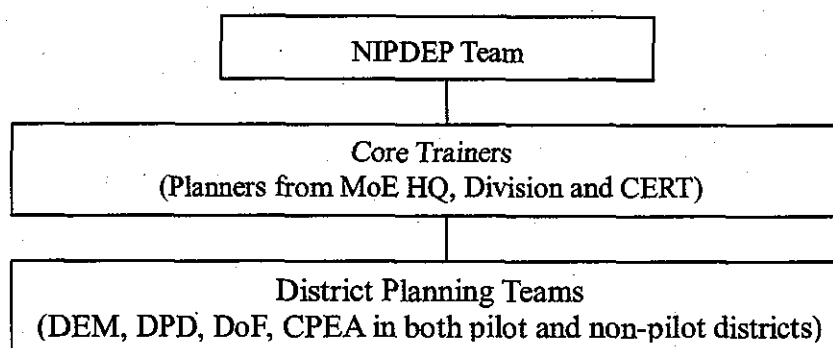 NIPDEP Team
Core Trainers
(Planners from MoE HQ, Division and CERT)
District Planning Teams
(DEM, DPD, DoF, CPEA in both pilot and non-pilot districts)